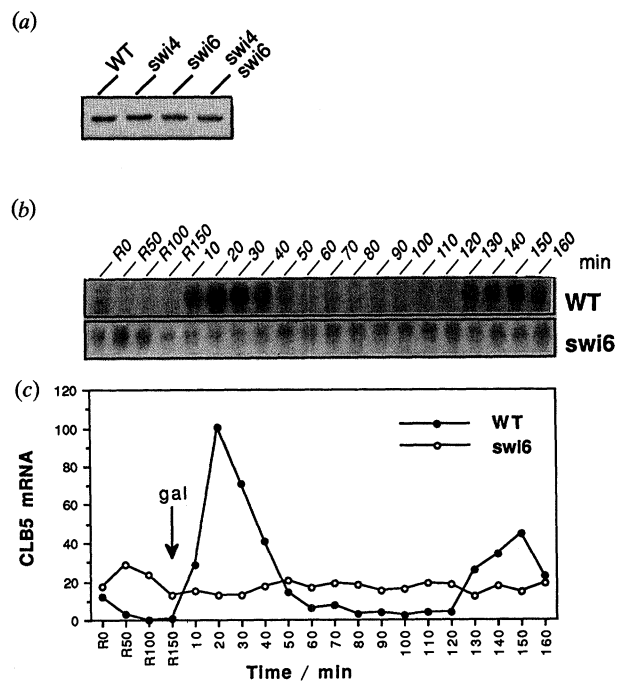 (a)
WT swi4 swi6 swi4 swi6
(b)
R0 R50 R100 R150 10 20 30 40 50 60 70 80 90 100 110 120 130 140 150 160 min
WT
swi6
(c)
120
100
80
60
40
20
0
CLB5 mRNA
gal
WT
swi6
R0 R50 R100 R150 10 20 30 40 50 60 70 80 90 100 110 120 130 140 150 160
Time / min